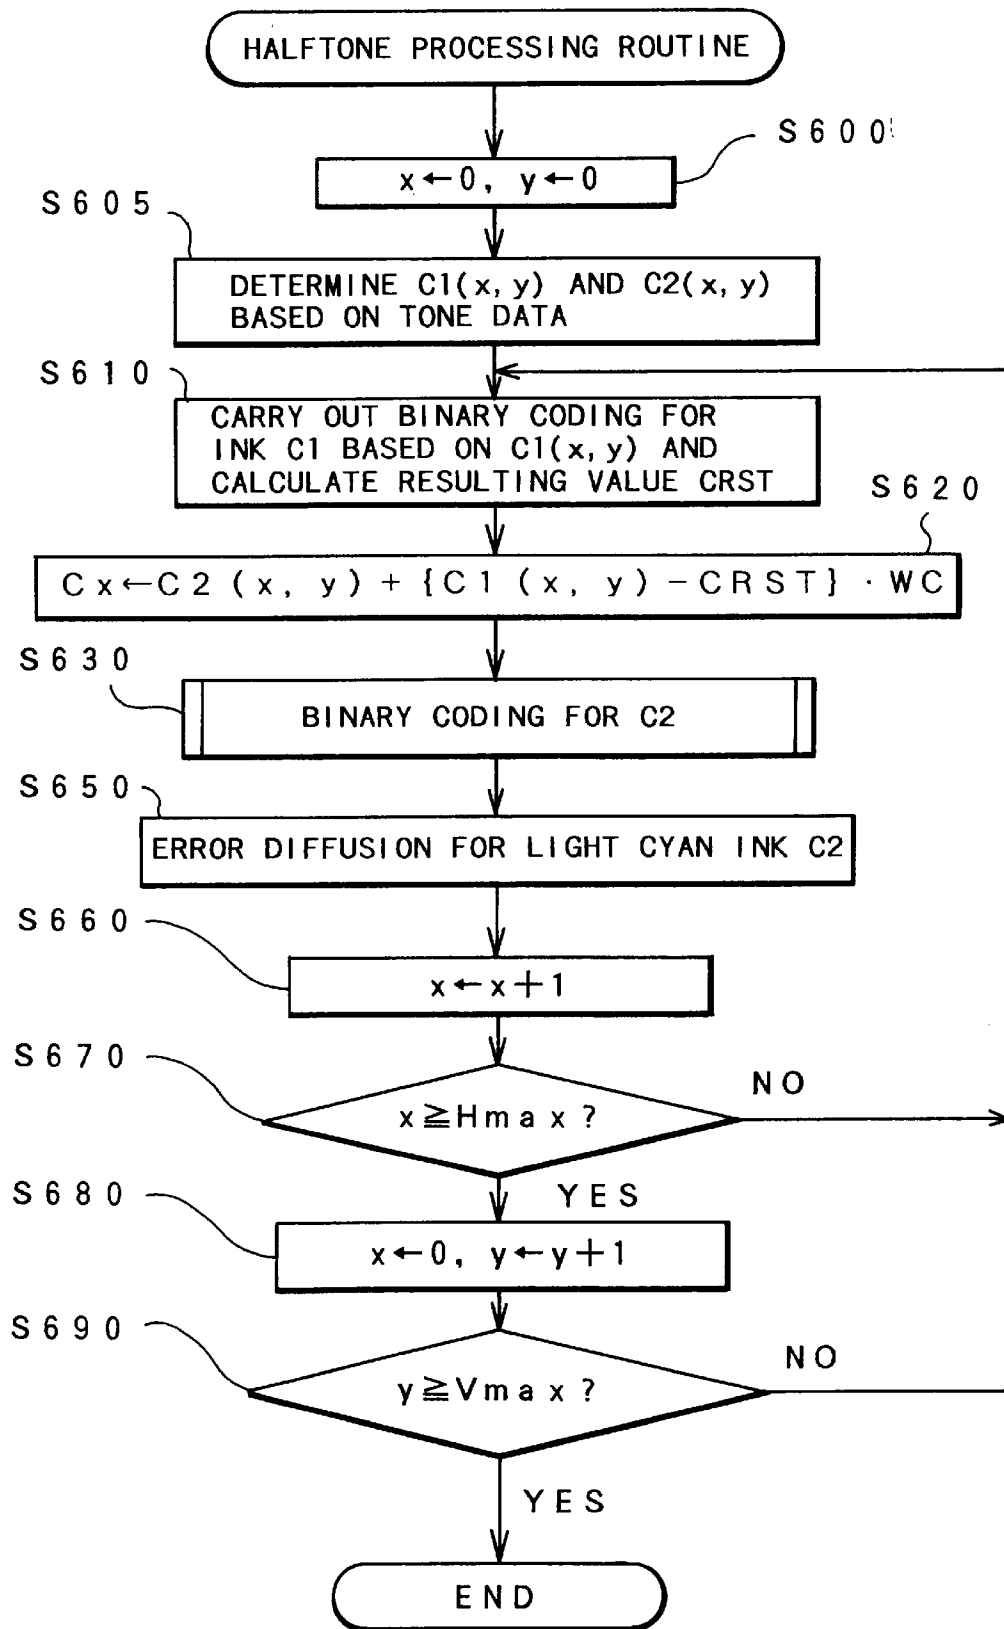 HALFTONE PROCESSING ROUTINE
S600
x←0, y←0
S605
DETERMINE C1(x, y) AND C2(x, y)
BASED ON TONE DATA
S610
CARRY OUT BINARY CODING FOR
INK C1 BASED ON C1(x, y) AND
CALCULATE RESULTING VALUE CRST
S620
Cx←C2(x, y)+{C1(x, y)-CRST}·WC
S630
BINARY CODING FOR C2
S650
ERROR DIFFUSION FOR LIGHT CYAN INK C2
S660
x←x+1
S670
x≧Hmax?
NO
YES
S680
x←0, y←y+1
S690
y≧Vmax?
NO
YES
END